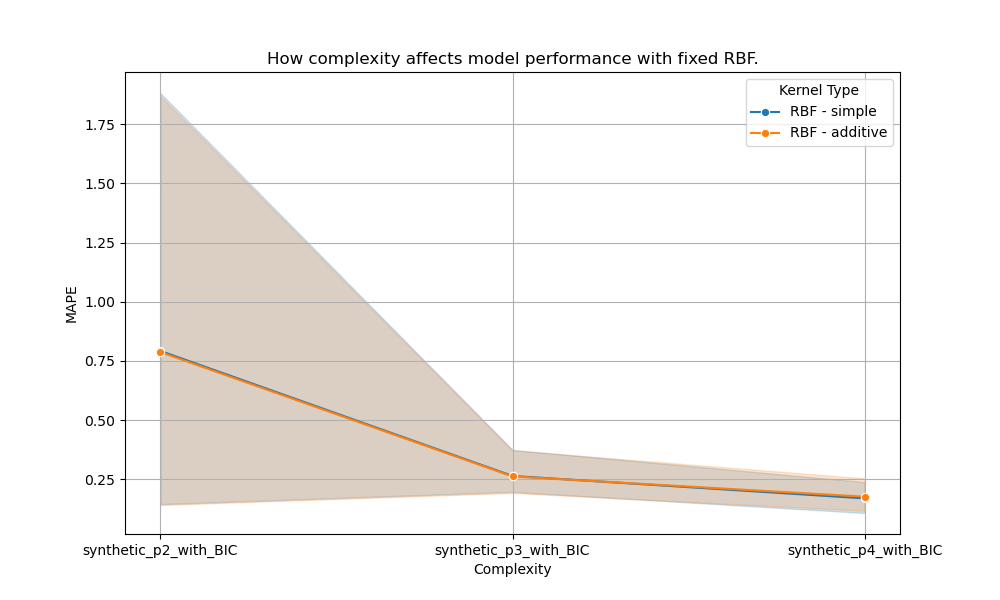 How complexity affects model performance with fixed RBF.
Kernel Type
RBF - simple
RBF - additive
MAPE
1.75
1.50
1.25
1.00
0.75
0.50
0.25
synthetic_p2_with_BIC
synthetic_p3_with_BIC
synthetic_p4_with_BIC
Complexity